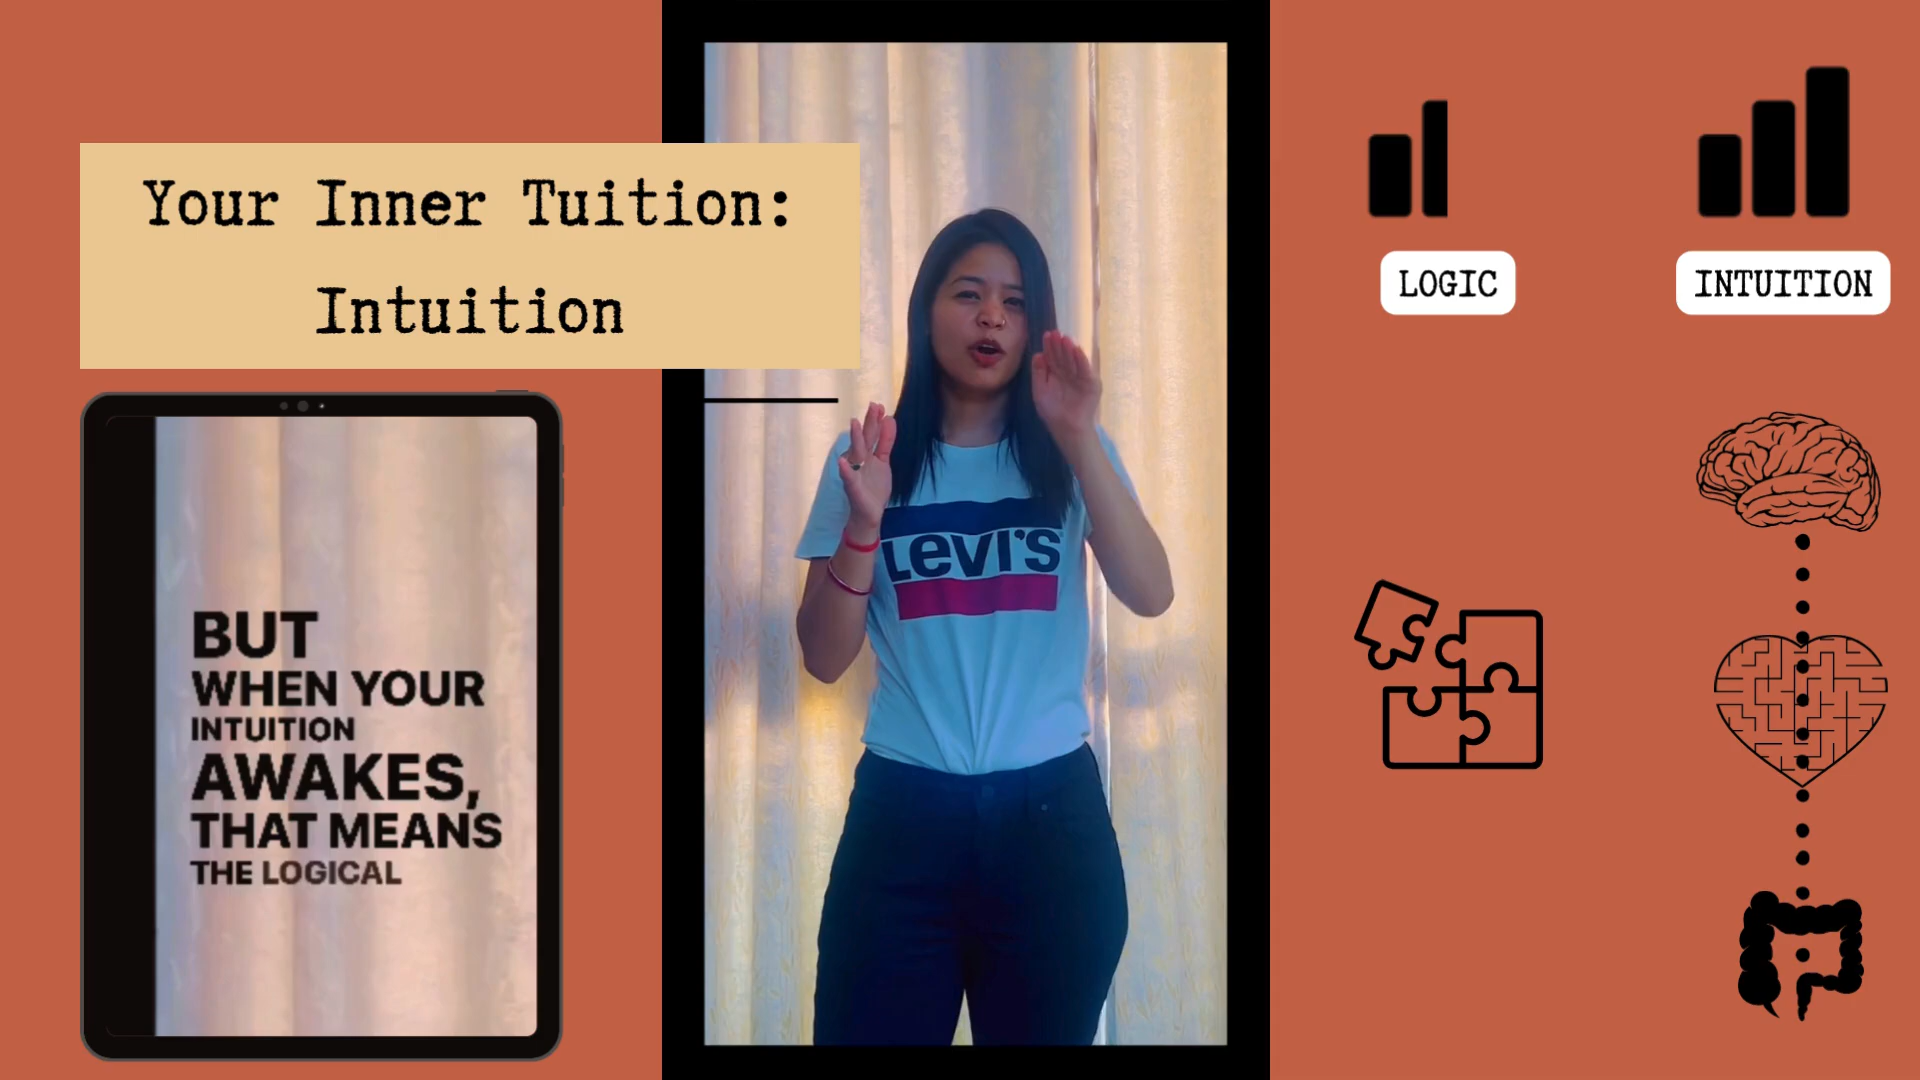 Your Inner Tuition:
Intuition
BUT
WHEN YOUR
INTUITION
AWAKES,
THAT MEANS
THE LOGICAL
LEVI'S
LOGIC
INTUITION